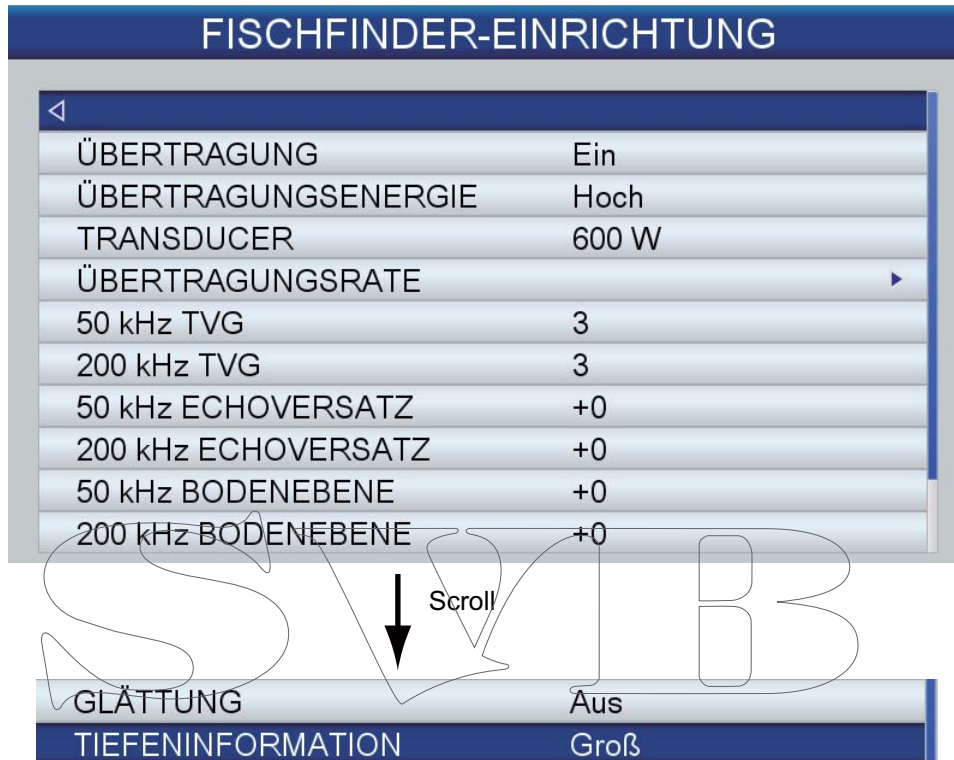 FISCHFINDER-EINRICHTUNG
ÜBERTRAGUNG Ein
ÜBERTRAGUNGSENERGIE Hoch
TRANSDUCER 600 W
ÜBERTRAGUNGSRATE
50 kHz TVG 3
200 kHz TVG 3
50 kHz ECHOVERSATZ +0
200 kHz ECHOVERSATZ +0
50 kHz BODENEBENE +0
200 kHz BODENEBENE +0
SVB
Scroll
GLÄTTUNG Aus
TIEFENINFORMATION Groß